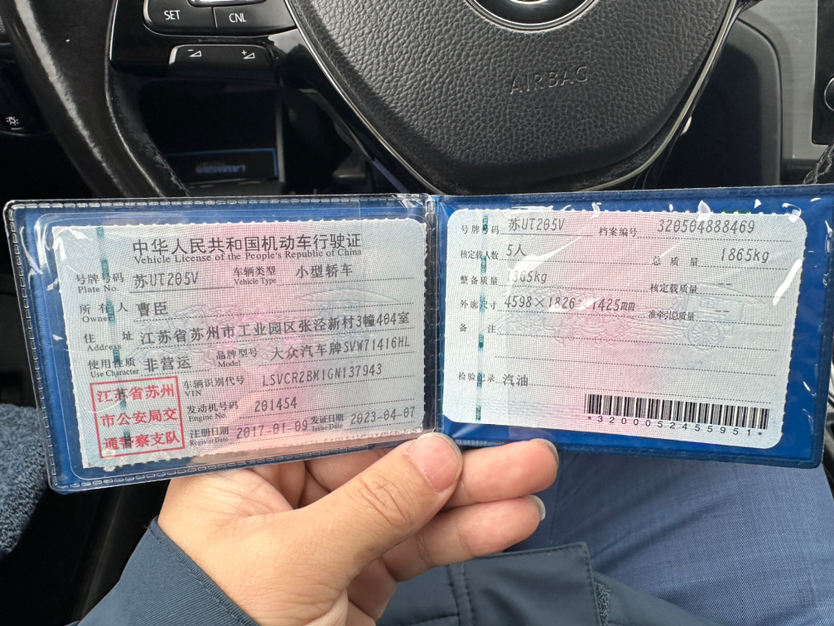 SET
CNL
AIRBAG
中华人民共和国机动车行驶证
Vehicle License of the People's Republic of China
号牌号码 苏UT205V 车辆类型 小型轿车
Plate No. Vehicle Type
所有人 曹臣
Owner
住址 江苏省苏州市工业园区张泾新村3幢404室
Address
使用性质 非营运 品牌型号 大众汽车牌SVW71416HL
Use Character Model
车辆识别代号 LSVCR2BM1GN137943
VIN
发动机号码 201454
Engine No.
注册日期 2017-01-09 发证日期 2023-04-07
Register Date Issue Date
江苏省苏州
市公安局交
通警察支队
号牌号码 苏UT205V 档案编号 320504888469
核定载人数 5人 总质量 1865kg
整备质量 1365kg 核定载质量 --
外廓尺寸 4598×1826×1425mm 准牵引总质量 --
备注
检验记录 汽油
*3200052455951*